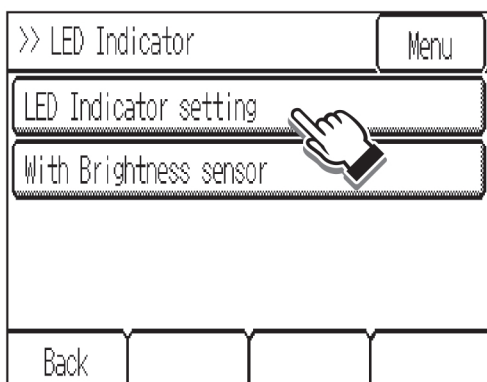 >> LED Indicator
Menu
LED Indicator setting
With Brightness sensor
Back